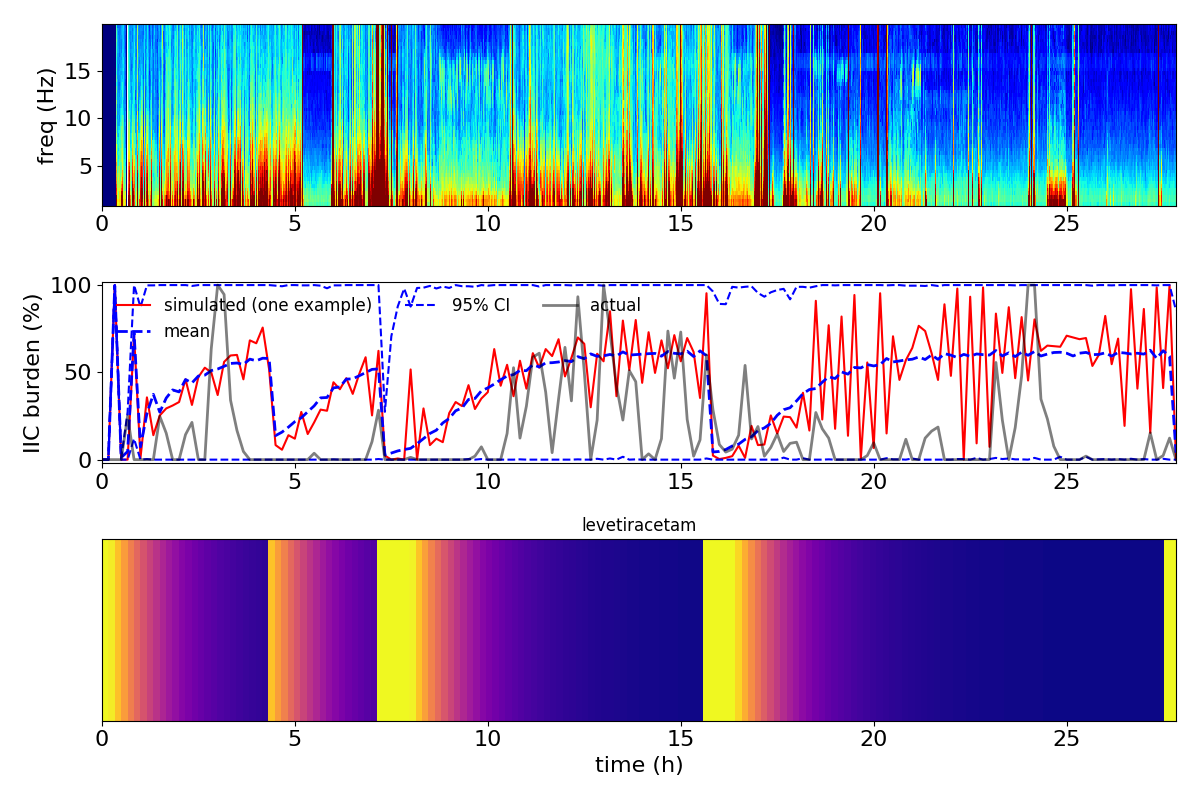 freq (Hz)
15
10
5
0 5 10 15 20 25
IIC burden (%)
100
50
0
simulated (one example)
mean
95% CI
actual
0 5 10 15 20 25
levetiracetam
0 5 10 15 20 25
time (h)